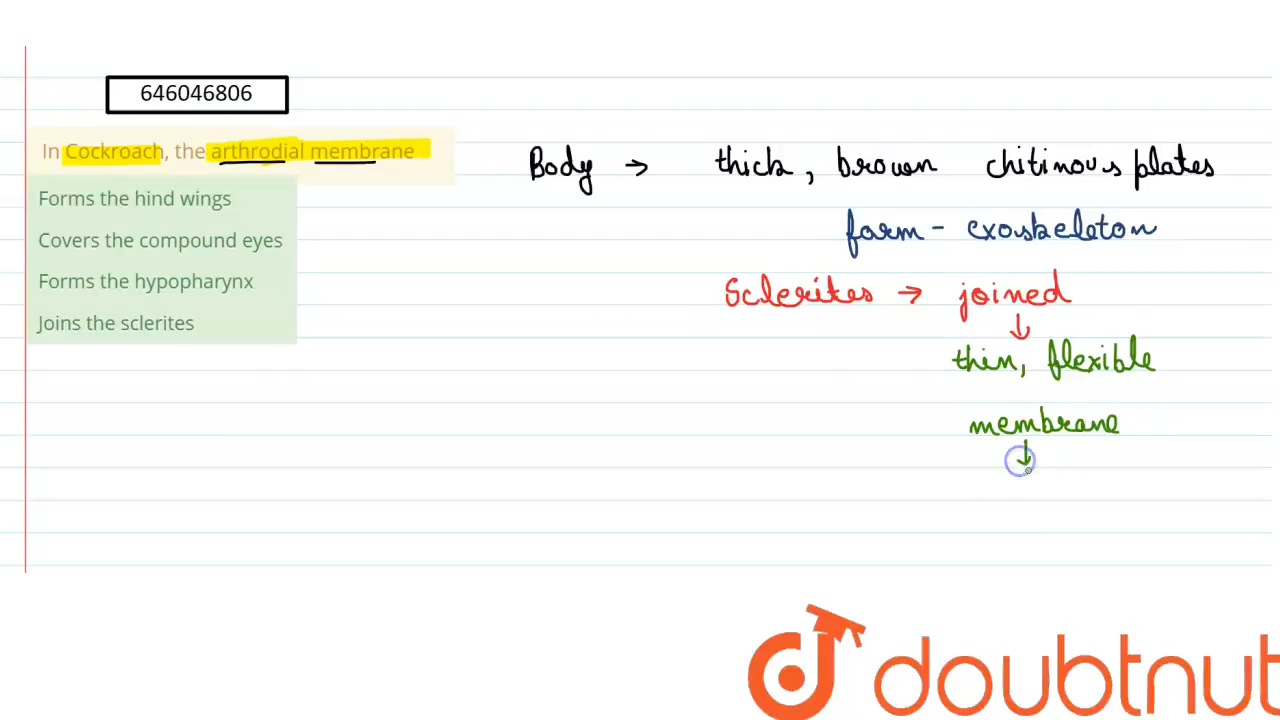 646046806
In Cockroach, the arthrodial membrane
Forms the hind wings
Covers the compound eyes
Forms the hypopharynx
Joins the sclerites
Body → thick, brown chitinous plates
form - exoskeleton
Sclerites → joined
↓
thin, flexible
membrane
↓
doubtnut